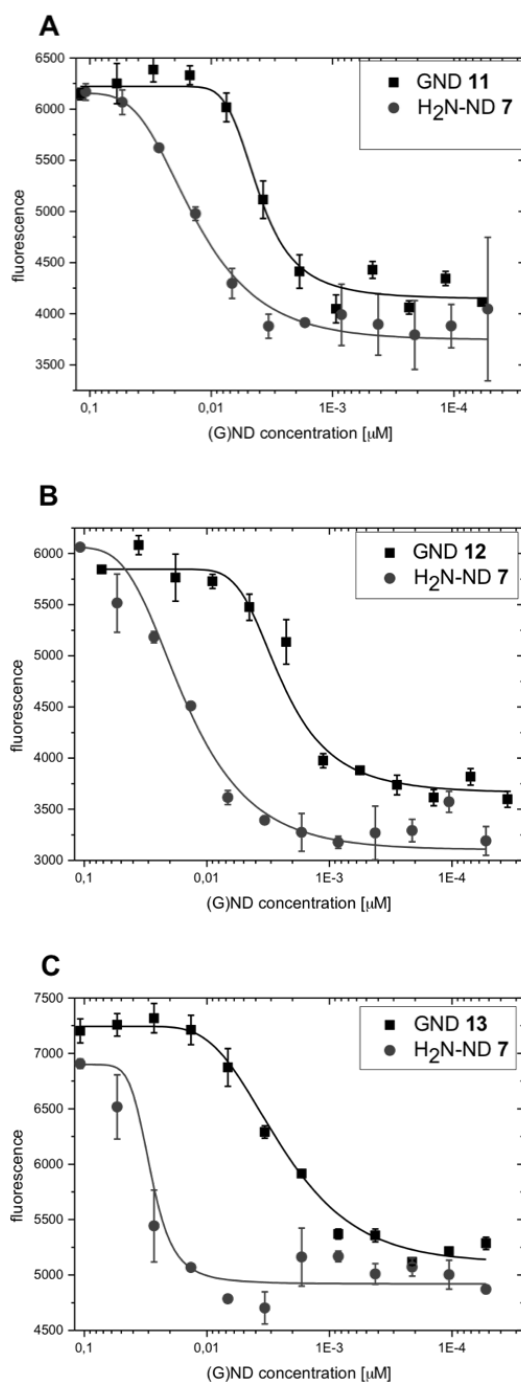 A
6500
6000
5500
5000
4500
4000
3500
fluorescence
GND 11
H₂N-ND 7
0,1 0,01 1E-3 1E-4
(G)ND concentration [µM]
B
6000
5500
5000
4500
4000
3500
3000
fluorescence
GND 12
H₂N-ND 7
0,1 0,01 1E-3 1E-4
(G)ND concentration [µM]
C
7500
7000
6500
6000
5500
5000
4500
fluorescence
GND 13
H₂N-ND 7
0,1 0,01 1E-3 1E-4
(G)ND concentration [µM]